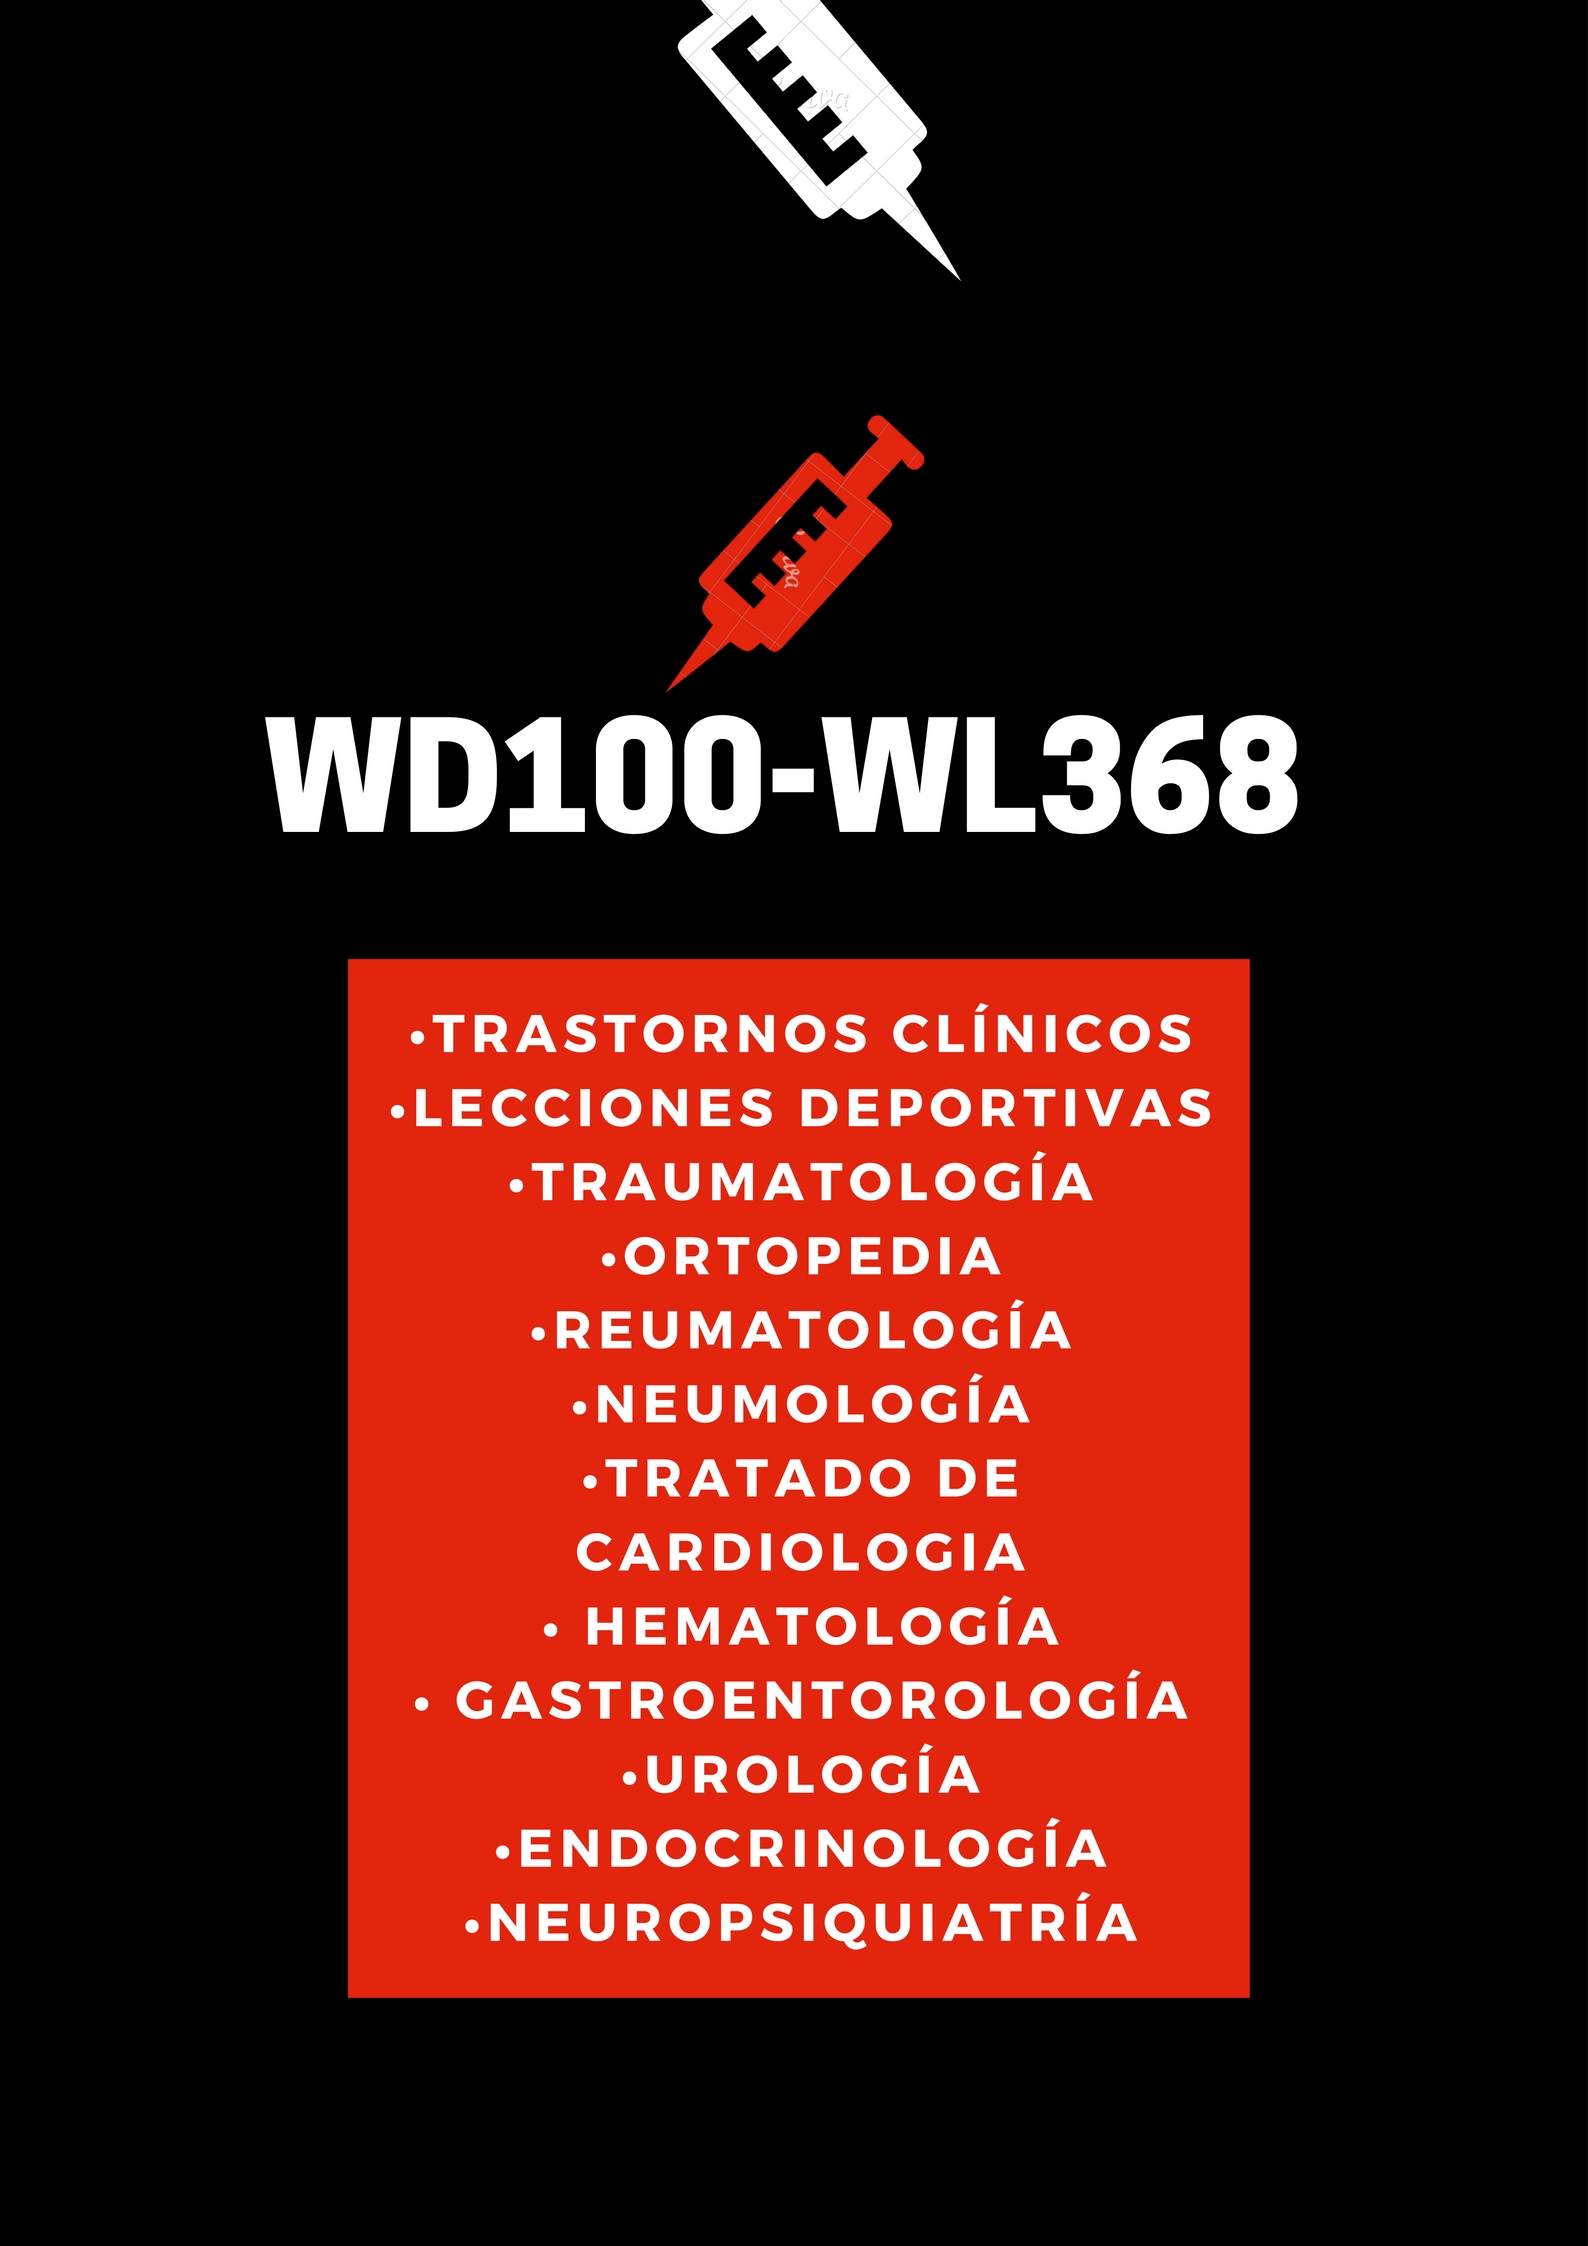 WD100-WL368
•TRASTORNOS CLÍNICOS
•LECCIONES DEPORTIVAS
•TRAUMATOLOGÍA
•ORTOPEDIA
•REUMATOLOGÍA
•NEUMOLOGÍA
•TRATADO DE
CARDIOLOGIA
• HEMATOLOGÍA
• GASTROENTOROLOGÍA
•UROLOGÍA
•ENDOCRINOLOGÍA
•NEUROPSIQUIATRÍA